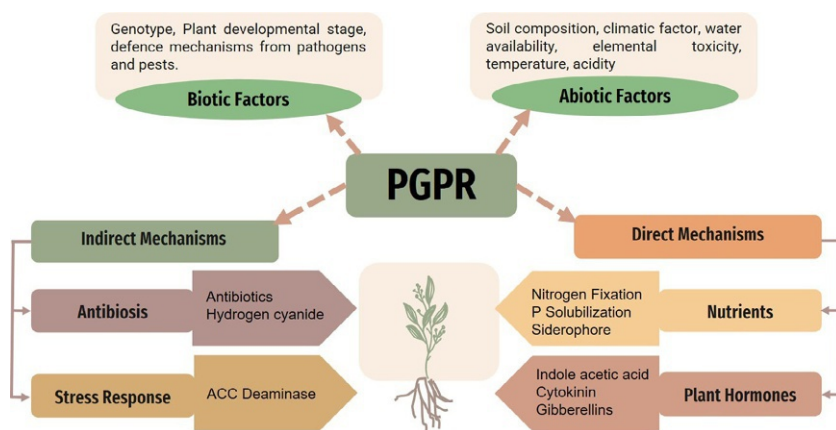 Genotype, Plant developmental stage,
defence mechanisms from pathogens
and pests.
Biotic Factors
Soil composition, climatic factor, water
availability, elemental toxicity,
temperature, acidity
Abiotic Factors
PGPR
Indirect Mechanisms
Direct Mechanisms
Antibiosis
Antibiotics
Hydrogen cyanide
Nitrogen Fixation
P Solubilization
Siderophore
Nutrients
Stress Response
ACC Deaminase
Indole acetic acid
Cytokinin
Gibberellins
Plant Hormones